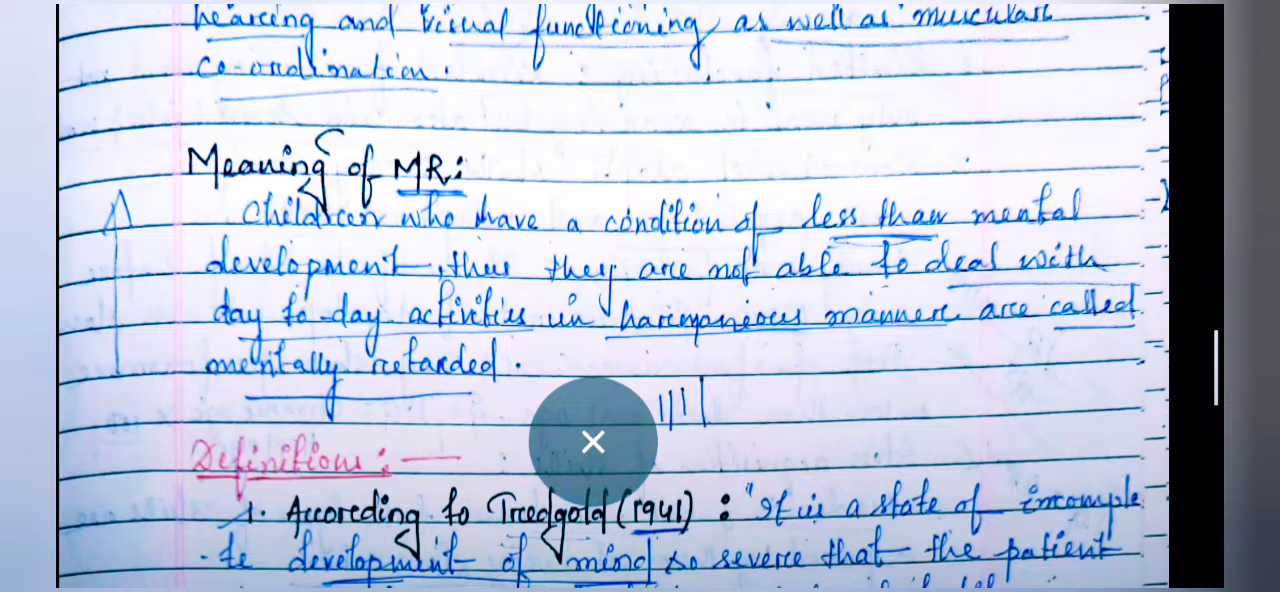 hearing and visual functioning as well as muscular
co-ordination.
Meaning of MR:
Children who have a condition of less than mental
development, thus they are not able to deal with
day to day activities in harmonious manner are called
mentally retarded.
Definitions: —
1. According to Treadgold (1941) : "It is a state of incomple
-te development of mind so severe that the patient